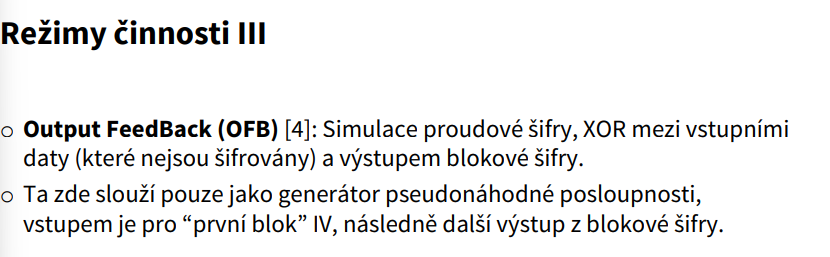 Režimy činnosti III
○ Output FeedBack (OFB) [4]: Simulace proudové šifry, XOR mezi vstupními
daty (které nejsou šifrovány) a výstupem blokové šifry.
○ Ta zde slouží pouze jako generátor pseudonáhodné posloupnosti,
vstupem je pro “první blok” IV, následně další výstup z blokové šifry.